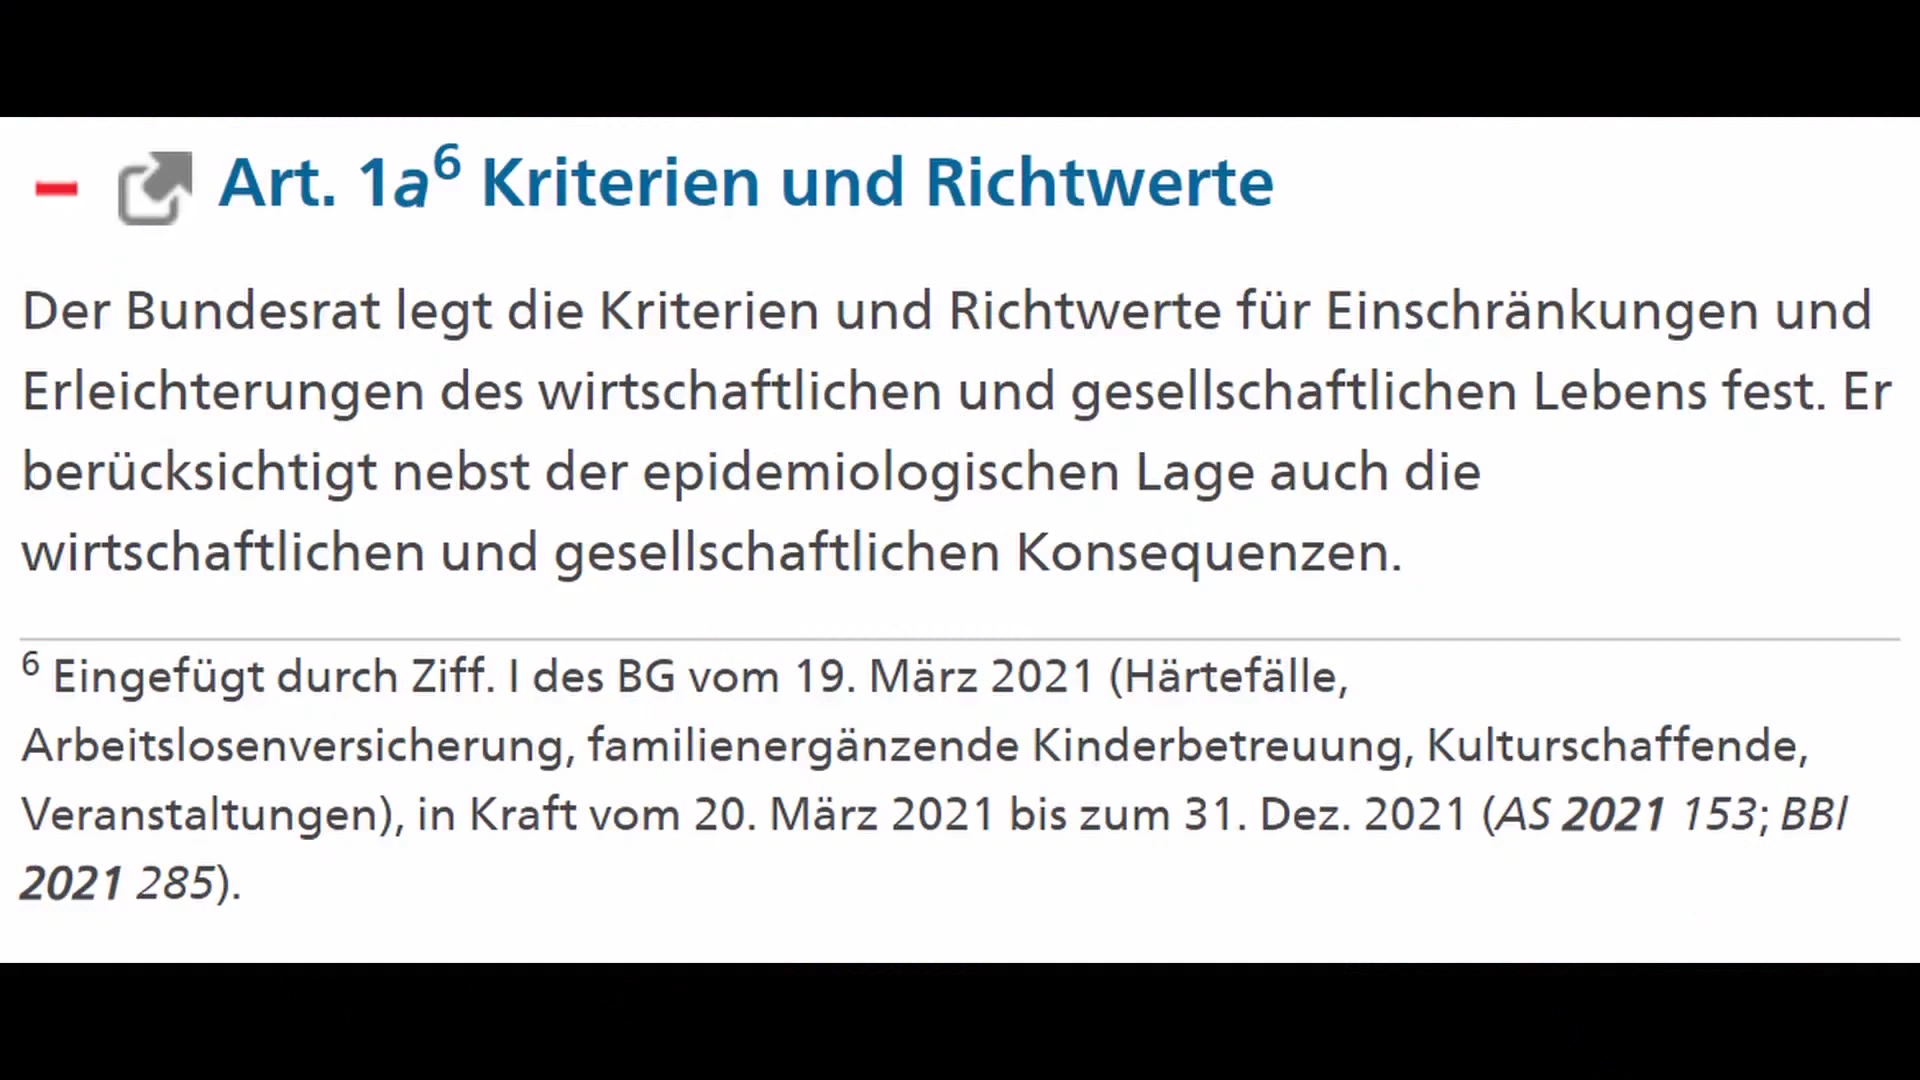 Art. 1a⁶ Kriterien und Richtwerte
Der Bundesrat legt die Kriterien und Richtwerte für Einschränkungen und
Erleichterungen des wirtschaftlichen und gesellschaftlichen Lebens fest. Er
berücksichtigt nebst der epidemiologischen Lage auch die
wirtschaftlichen und gesellschaftlichen Konsequenzen.
⁶ Eingefügt durch Ziff. I des BG vom 19. März 2021 (Härtefälle,
Arbeitslosenversicherung, familienergänzende Kinderbetreuung, Kulturschaffende,
Veranstaltungen), in Kraft vom 20. März 2021 bis zum 31. Dez. 2021 (AS 2021 153; BBl
2021 285).